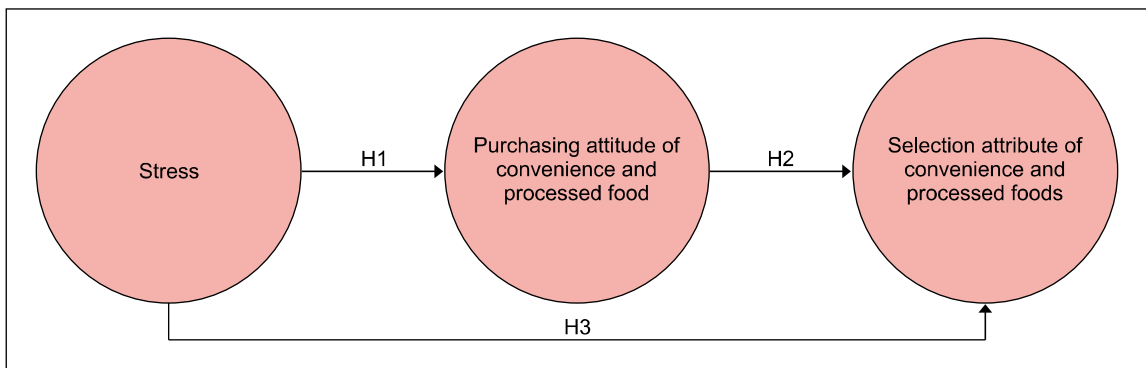 Stress
H1
Purchasing attitude of
convenience and
processed food
H2
Selection attribute of
convenience and
processed foods
H3